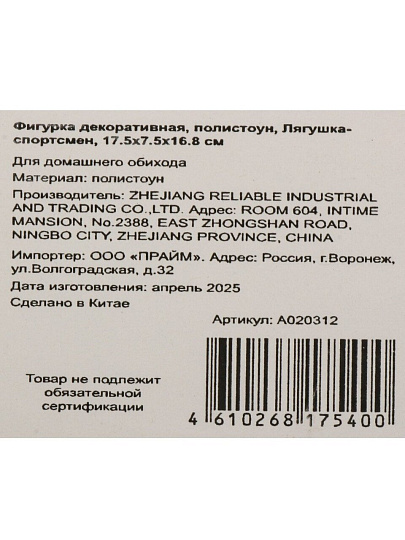 Фигурка декоративная, полистоун, Лягушка-
спортсмен, 17.5х7.5х16.8 см
Для домашнего обихода
Материал: полистоун
Производитель: ZHEJIANG RELIABLE INDUSTRIAL
AND TRADING CO.,LTD. Адрес: ROOM 604, INTIME
MANSION, No.2388, EAST ZHONGSHAN ROAD,
NINGBO CITY, ZHEJIANG PROVINCE, CHINA
Импортер: ООО «ПРАЙМ». Адрес: Россия, г.Воронеж,
ул.Волгоградская, д.32
Дата изготовления: апрель 2025
Сделано в Китае
Артикул: А020312
Товар не подлежит
обязательной
сертификации
4 610268 175400